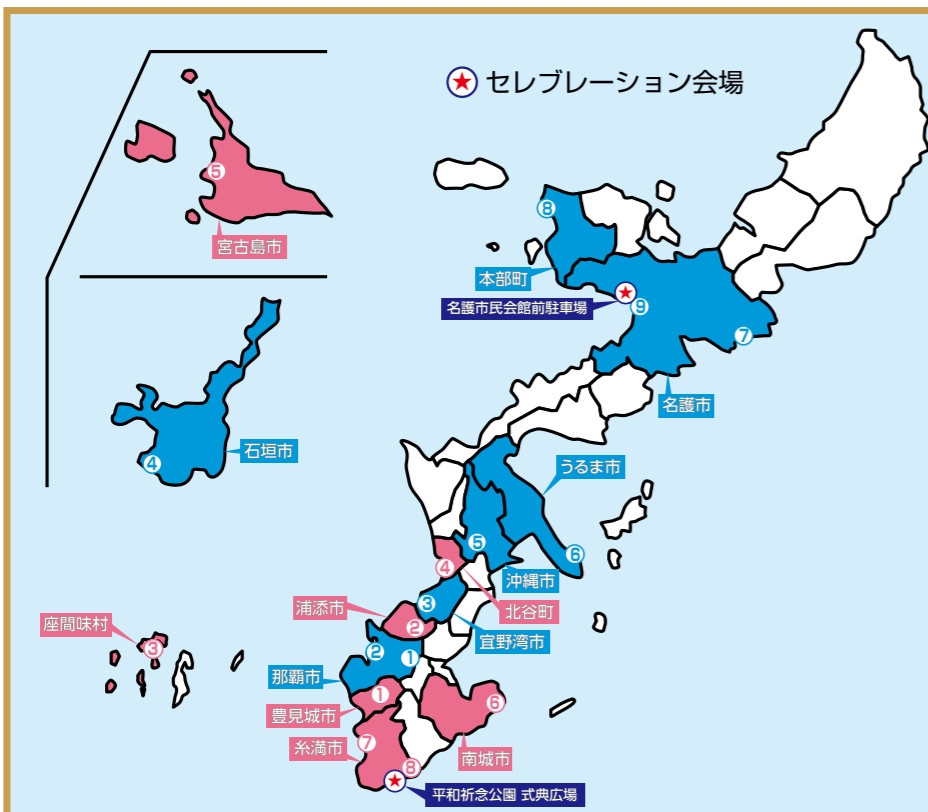 ★ セレブレーション会場
⑤
宮古島市
⑧
本部町
名護市民会館前駐車場
★
⑨
⑦
名護市
④
石垣市
うるま市
⑤
⑥
沖縄市
④
北谷町
③
宜野湾市
浦添市
②
座間味村
③
②
①
那覇市
①
豊見城市
⑥
南城市
⑦
糸満市
⑧
★
平和祈念公園 式典広場